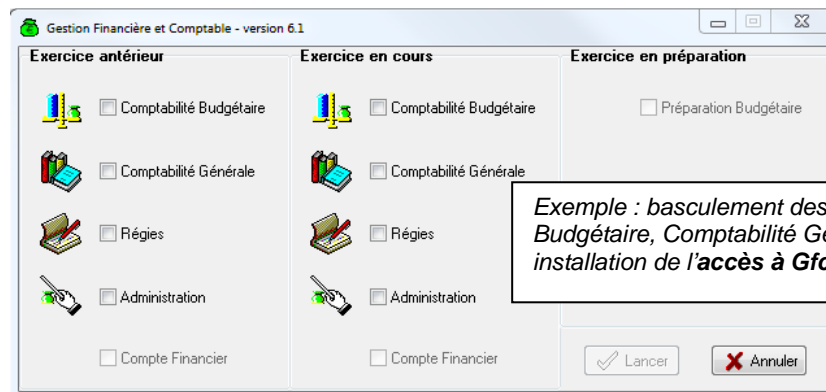 Gestion Financière et Comptable - version 6.1
Exercice antérieur
Comptabilité Budgétaire
Comptabilité Générale
Régies
Administration
Compte Financier
Exercice en cours
Comptabilité Budgétaire
Comptabilité Générale
Régies
Administration
Compte Financier
Exercice en préparation
Préparation Budgétaire
Exemple : basculement des
Budgétaire, Comptabilité
installation de l'accès à
Lancer
Annuler